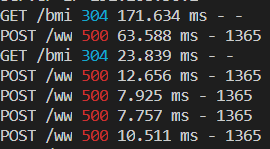 GET /bmi 304 171.634 ms - -
POST /ww 500 63.588 ms - 1365
GET /bmi 304 23.839 ms - -
POST /ww 500 12.656 ms - 1365
POST /ww 500 7.925 ms - 1365
POST /ww 500 7.757 ms - 1365
POST /ww 500 10.511 ms - 1365